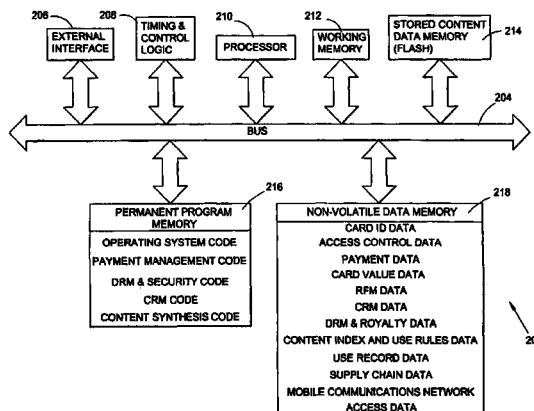 206
EXTERNAL
INTERFACE
208
TIMING &
CONTROL
LOGIC
210
PROCESSOR
212
WORKING
MEMORY
STORED CONTENT
DATA MEMORY
(FLASH)
214
204
BUS
216
PERMANENT PROGRAM
MEMORY
OPERATING SYSTEM CODE
PAYMENT MANAGEMENT CODE
DRM & SECURITY CODE
CRM CODE
CONTENT SYNTHESIS CODE
218
NON-VOLATILE DATA MEMORY
CARD ID DATA
ACCESS CONTROL DATA
PAYMENT DATA
CARD VALUE DATA
RFM DATA
CRM DATA
DRM & ROYALTY DATA
CONTENT INDEX AND USE RULES DATA
USE RECORD DATA
SUPPLY CHAIN DATA
MOBILE COMMUNICATIONS NETWORK
ACCESS DATA